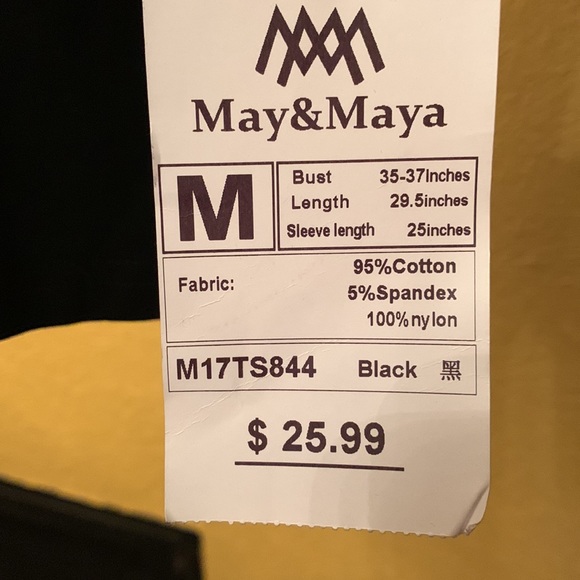 May&Maya
M
Bust 35-37inches
Length 29.5inches
Sleeve length 25inches
Fabric: 95%Cotton
5%Spandex
100%nylon
M17TS844 Black 黑
$ 25.99